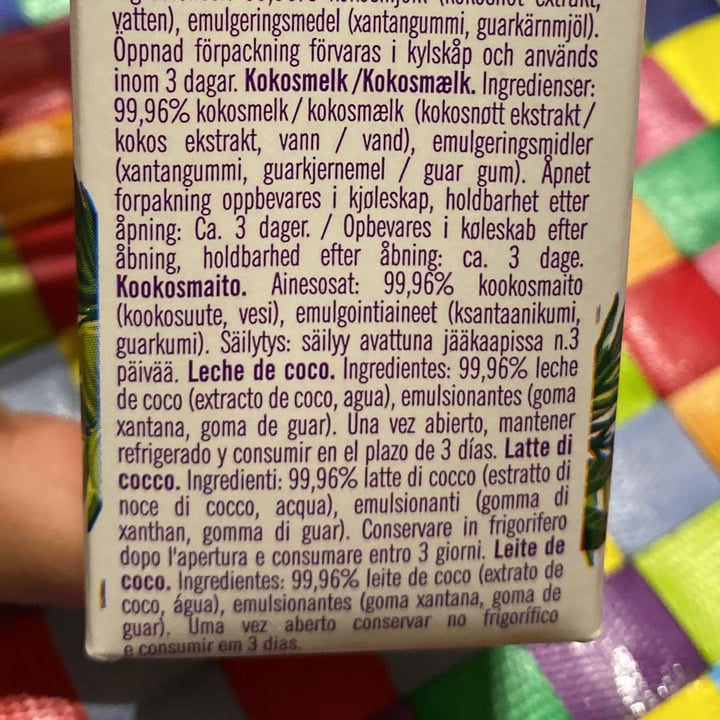 yatten), emulgeringsmedel (xantangummi, guarkärnmjöl).
Öppnad förpackning förvaras i kylskåp och används
inom 3 dagar. Kokosmelk/Kokosmælk. Ingredienser:
99,96% kokosmelk / kokosmælk (kokosnøtt ekstrakt /
kokos ekstrakt, vann / vand), emulgeringsmidler
(xantangummi, guarkjernemel / guar gum). Åpnet
forpakning oppbevares i kjøleskap, holdbarhet etter
åpning: Ca. 3 dager. / Opbevares i køleskab efter
åbning, holdbarhed efter åbning: ca. 3 dage.
Kookosmaito. Ainesosat: 99,96% kookosmaito
(kookosuute, vesi), emulgointiaineet (ksantaanikumi,
guarkumi). Säilytys: säilyy avattuna jääkaapissa n.3
päivää. Leche de coco. Ingredientes: 99,96% leche
de coco (extracto de coco, agua), emulsionantes (goma
xantana, goma de guar). Una vez abierto, mantener
refrigerado y consumir en el plazo de 3 días. Latte di
cocco. Ingredienti: 99,96% latte di cocco (estratto di
noce di cocco, acqua), emulsionanti (gomma di
xanthan, gomma di guar). Conservare in frigorifero
dopo l'apertura e consumare entro 3 giorni. Leite de
coco. Ingredientes: 99,96% leite de coco (extrato de
coco, água), emulsionantes (goma xantana, goma de
guar). Uma vez aberto conservar no frigorífico
e consumir em 3 dias.